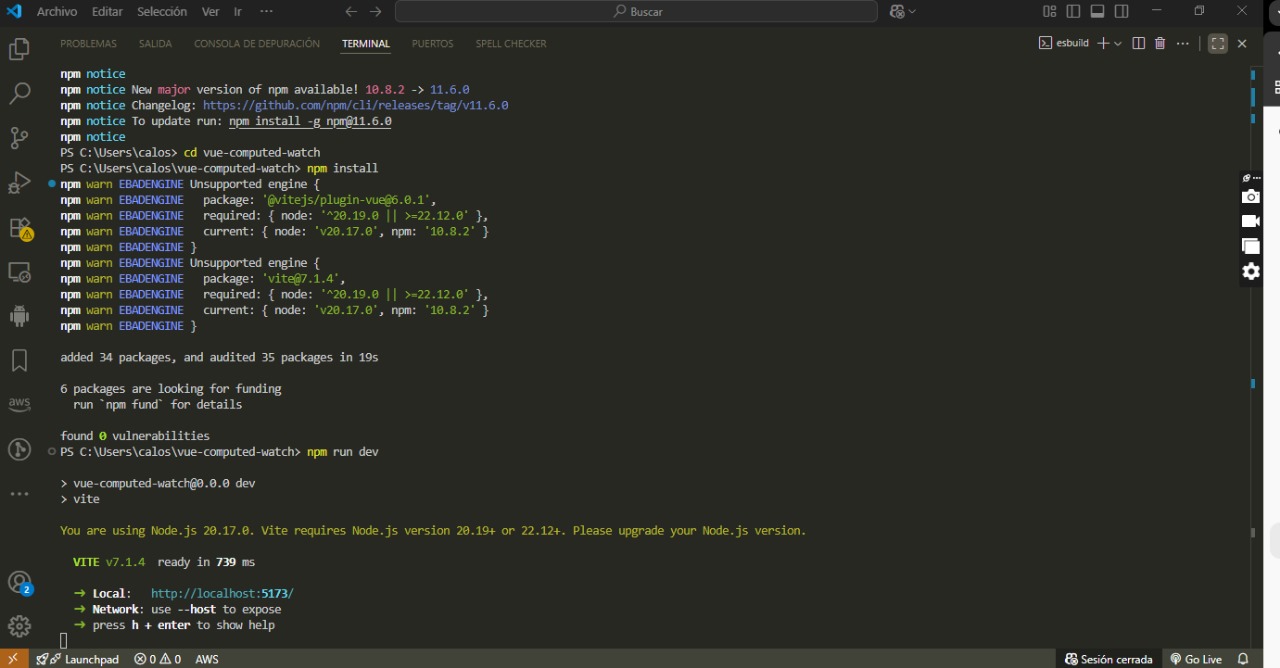 Archivo Editar Selección Ver Ir ··· Buscar
PROBLEMAS SALIDA CONSOLA DE DEPURACIÓN TERMINAL PUERTOS SPELL CHECKER esbuild
npm notice
npm notice New major version of npm available! 10.8.2 -> 11.6.0
npm notice Changelog: https://github.com/npm/cli/releases/tag/v11.6.0
npm notice To update run: npm install -g npm@11.6.0
npm notice
PS C:\Users\calos> cd vue-computed-watch
PS C:\Users\calos\vue-computed-watch> npm install
npm warn EBADENGINE Unsupported engine {
npm warn EBADENGINE   package: '@vitejs/plugin-vue@6.0.1',
npm warn EBADENGINE   required: { node: '^20.19.0 || >=22.12.0' },
npm warn EBADENGINE   current: { node: 'v20.17.0', npm: '10.8.2' }
npm warn EBADENGINE }
npm warn EBADENGINE Unsupported engine {
npm warn EBADENGINE   package: 'vite@7.1.4',
npm warn EBADENGINE   required: { node: '^20.19.0 || >=22.12.0' },
npm warn EBADENGINE   current: { node: 'v20.17.0', npm: '10.8.2' }
npm warn EBADENGINE }
added 34 packages, and audited 35 packages in 19s
6 packages are looking for funding
  run `npm fund` for details
found 0 vulnerabilities
PS C:\Users\calos\vue-computed-watch> npm run dev
> vue-computed-watch@0.0.0 dev
> vite
You are using Node.js 20.17.0. Vite requires Node.js version 20.19+ or 22.12+. Please upgrade your Node.js version.
VITE v7.1.4  ready in 739 ms
➜ Local:   http://localhost:5173/
➜ Network: use --host to expose
➜ press h + enter to show help
aws
2
Launchpad 0 0 AWS Sesión cerrada Go Live